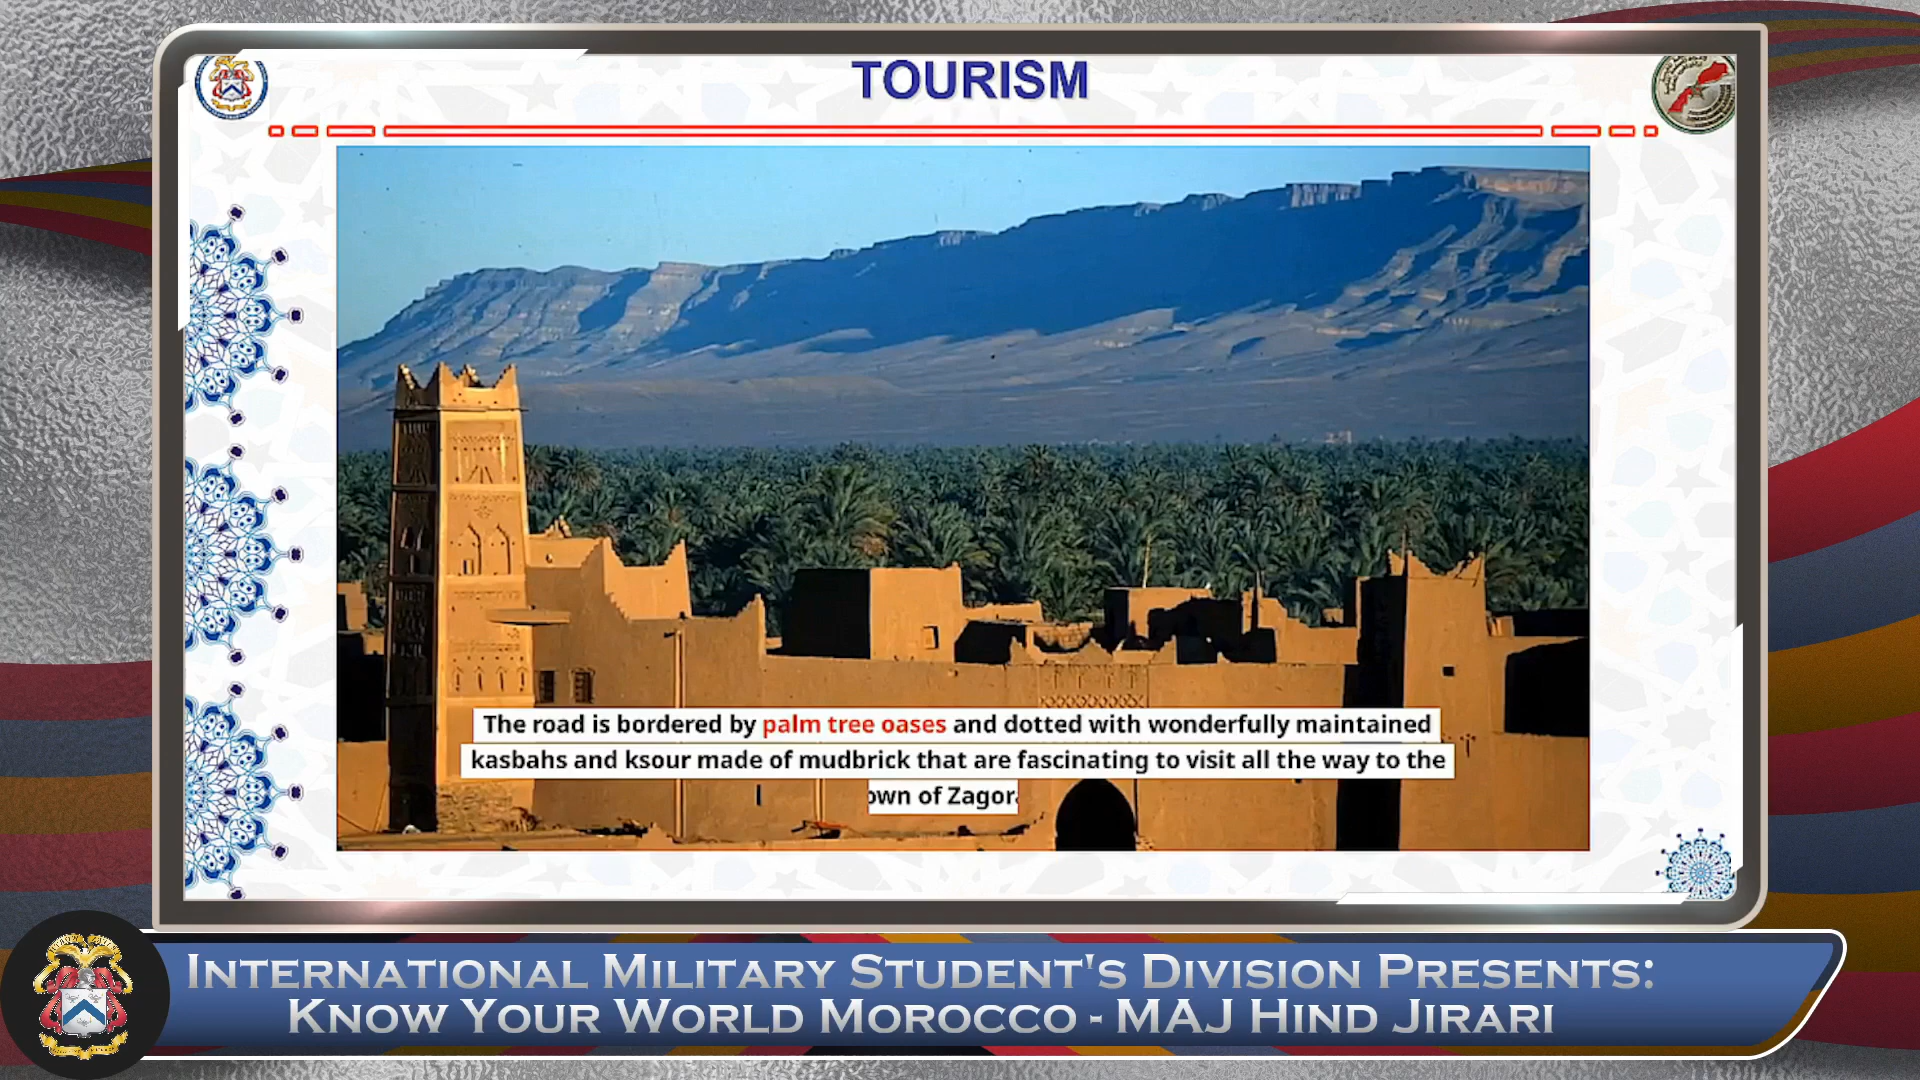 TOURISM
The road is bordered by palm tree oases and dotted with wonderfully maintained
kasbahs and ksour made of mudbrick that are fascinating to visit all the way to the
own of Zagor
International Military Student's Division Presents:
Know Your World Morocco - MAJ Hind Jirari